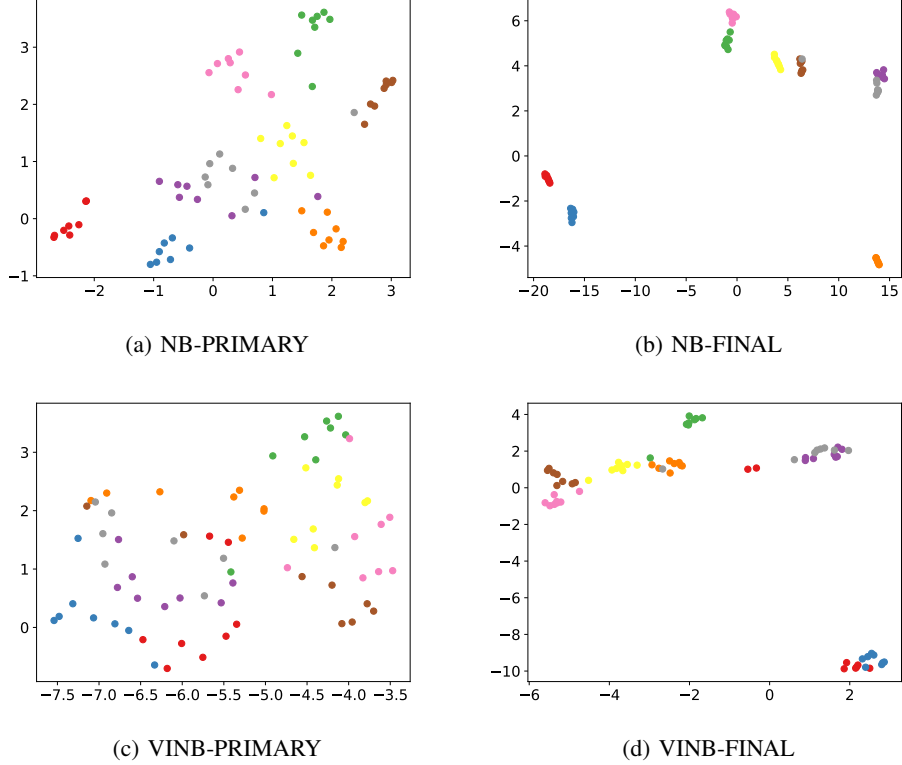 3
2
1
0
−1
−2 −1 0 1 2 3
(a) NB-PRIMARY
6
4
2
0
−2
−4
−20 −15 −10 −5 0 5 10 15
(b) NB-FINAL
3
2
1
0
−7.5 −7.0 −6.5 −6.0 −5.5 −5.0 −4.5 −4.0 −3.5
(c) VINB-PRIMARY
4
2
0
−2
−4
−6
−8
−10
−6 −4 −2 0 2
(d) VINB-FINAL